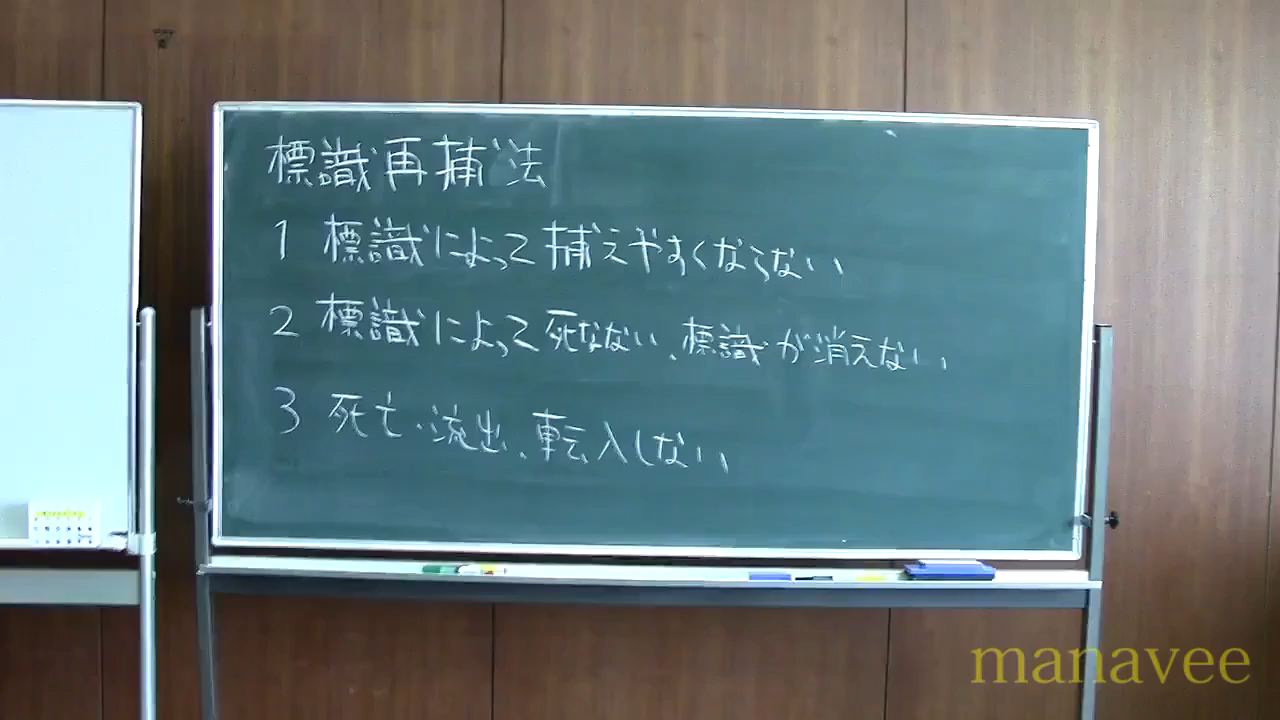 標識再捕法
1 標識によって捕えやすくならない
2 標識によって死なない、標識が消えない
3 死亡・流出、転入しない
manavee